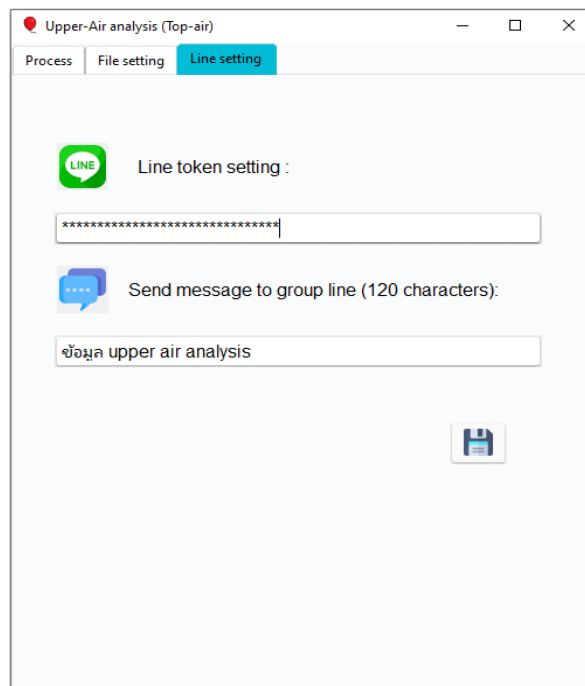 Upper-Air analysis (Top-air)
Process File setting Line setting
LINE
Line token setting :
*******************************
Send message to group line (120 characters):
ข้อมูล upper air analysis